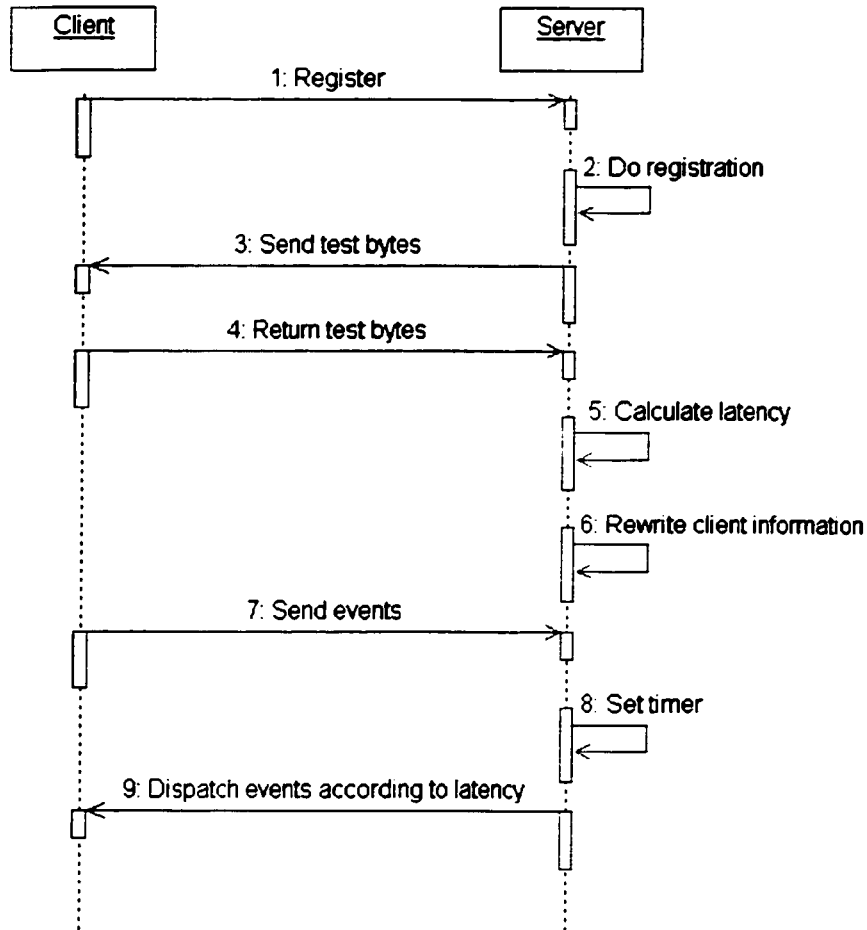 Client
Server
1: Register
2: Do registration
3: Send test bytes
4: Return test bytes
5: Calculate latency
6: Rewrite client information
7: Send events
8: Set timer
9: Dispatch events according to latency